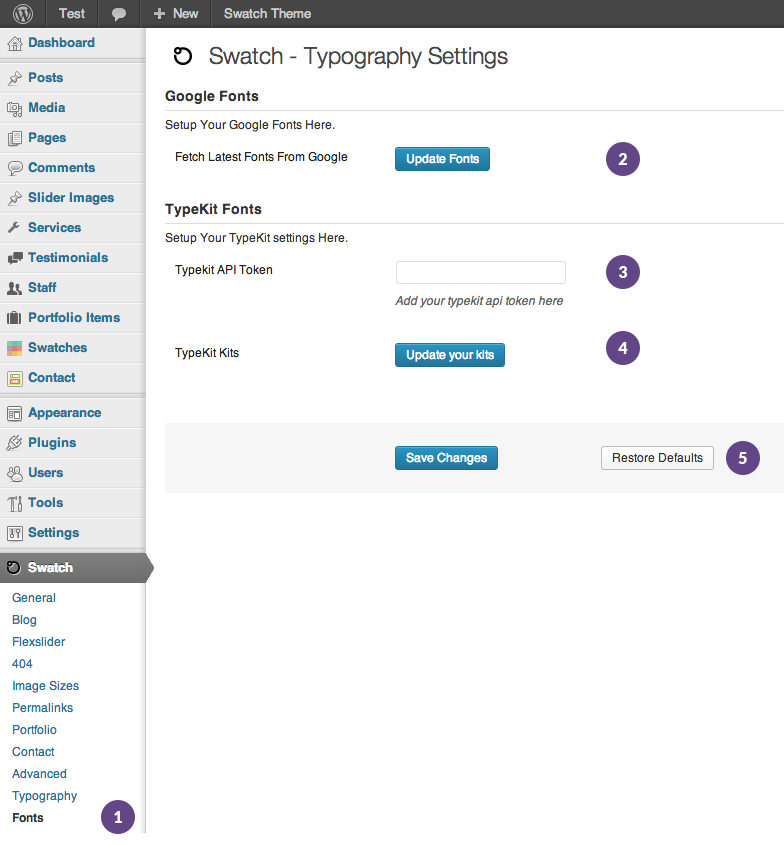 Test
New
Swatch Theme
Dashboard
Posts
Media
Pages
Comments
Slider Images
Services
Testimonials
Staff
Portfolio Items
Swatches
Contact
Appearance
Plugins
Users
Tools
Settings
Swatch
General
Blog
Flexslider
404
Image Sizes
Permalinks
Portfolio
Contact
Advanced
Typography
Fonts 1
Swatch - Typography Settings
Google Fonts
Setup Your Google Fonts Here.
Fetch Latest Fonts From Google Update Fonts 2
TypeKit Fonts
Setup Your TypeKit settings Here.
Typekit API Token 3
Add your typekit api token here
TypeKit Kits Update your kits 4
Save Changes Restore Defaults 5